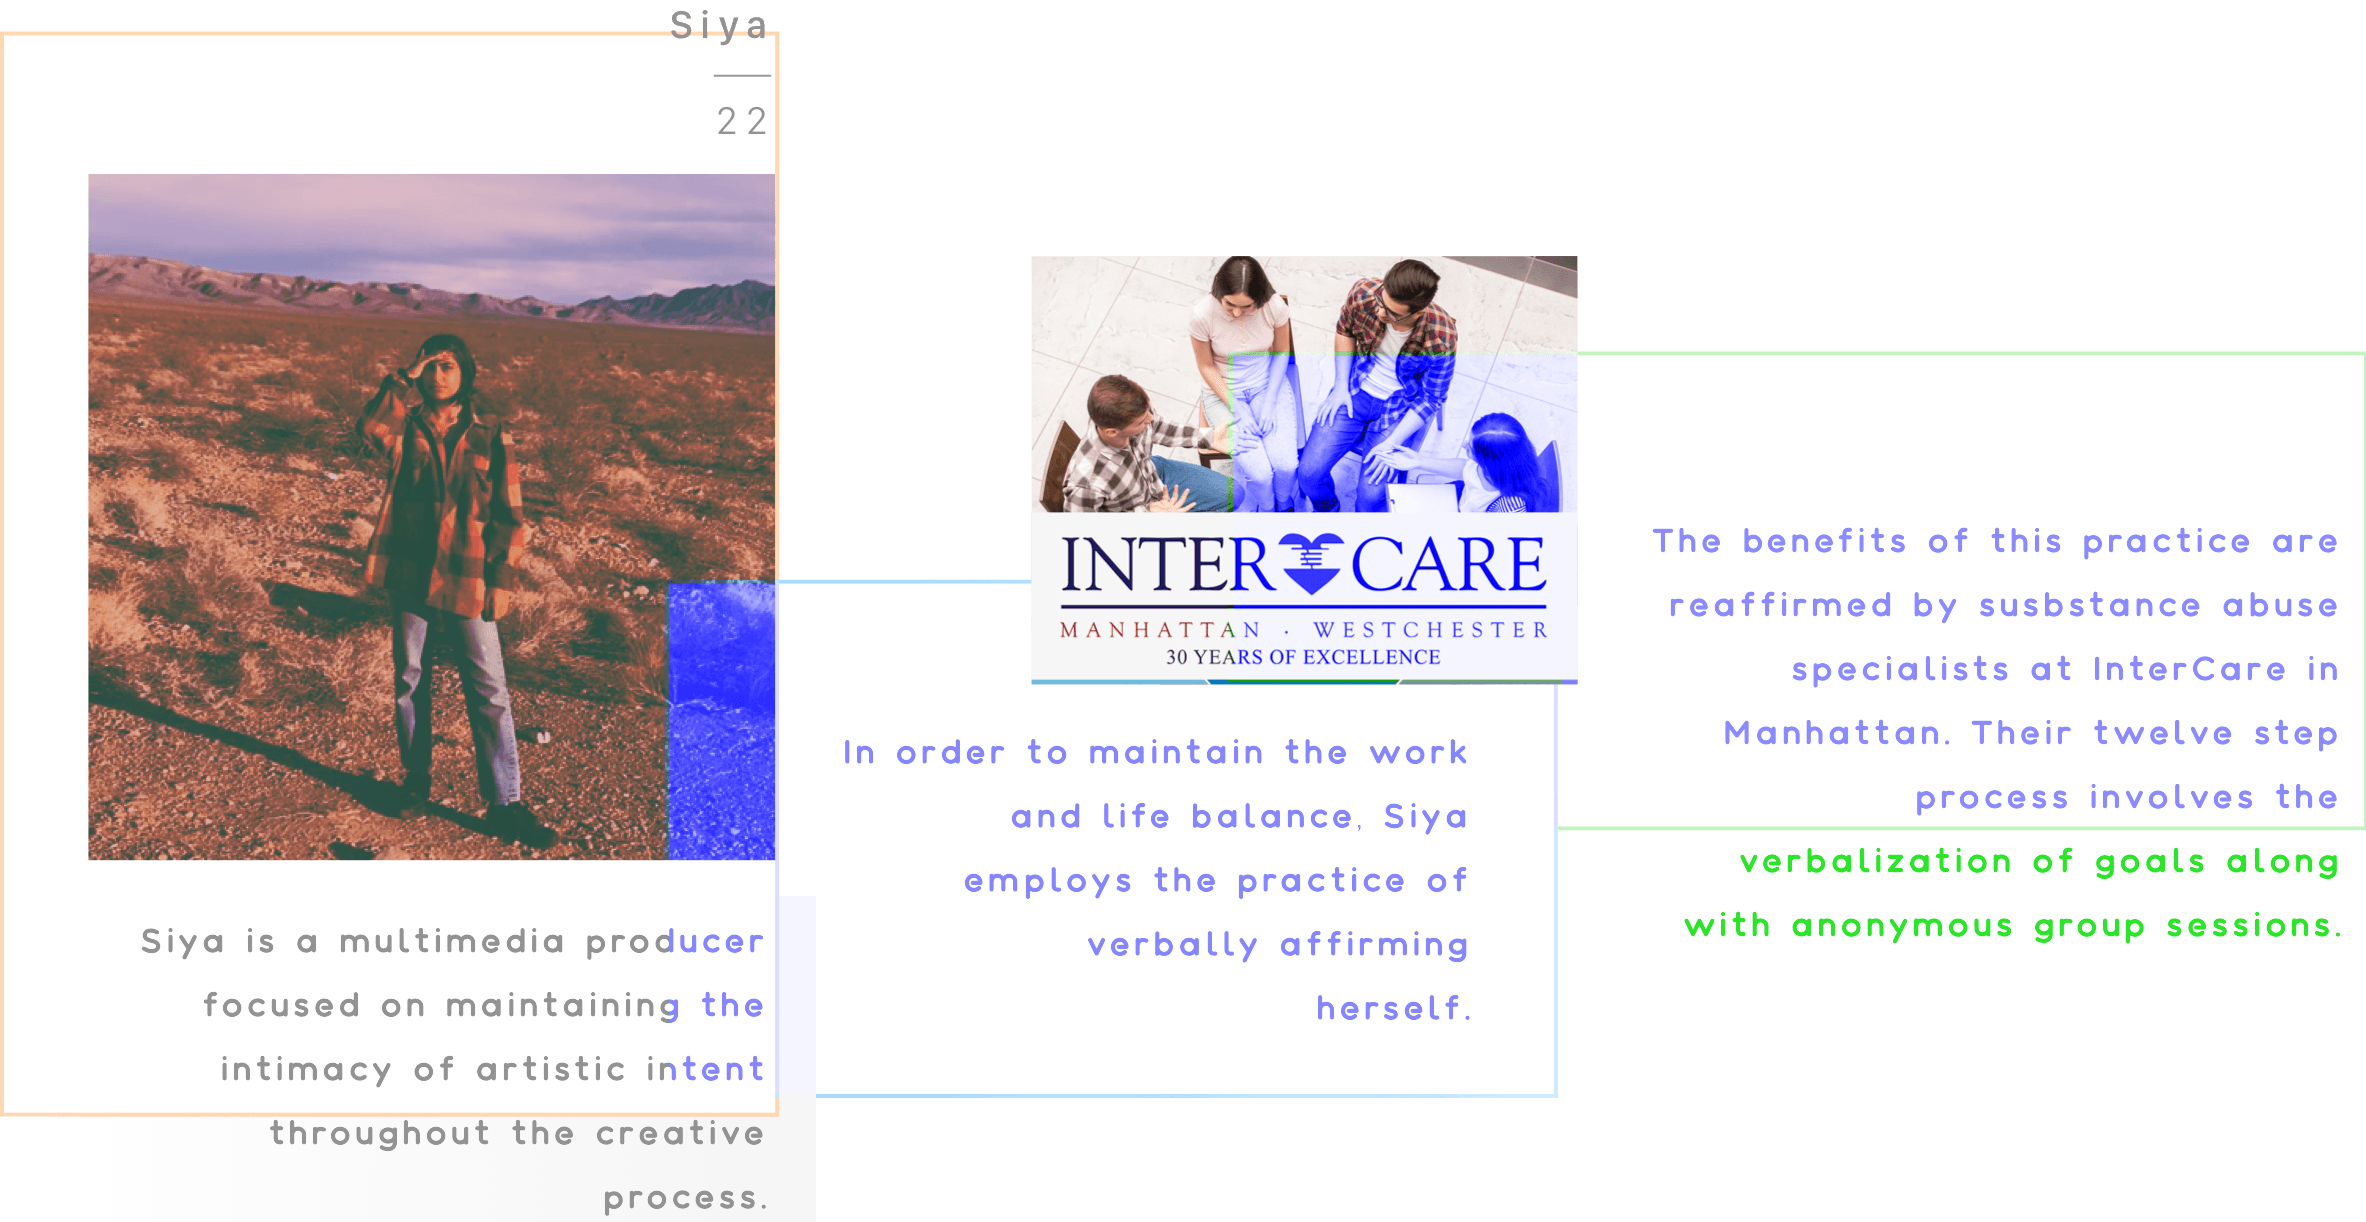 Siya
22
Siya is a multimedia producer
focused on maintaining the
intimacy of artistic intent
throughout the creative
process.
INTER CARE
MANHATTAN · WESTCHESTER
30 YEARS OF EXCELLENCE
In order to maintain the work
and life balance, Siya
employs the practice of
verbally affirming
herself.
The benefits of this practice are
reaffirmed by susbstance abuse
specialists at InterCare in
Manhattan. Their twelve step
process involves the
verbalization of goals along
with anonymous group sessions.